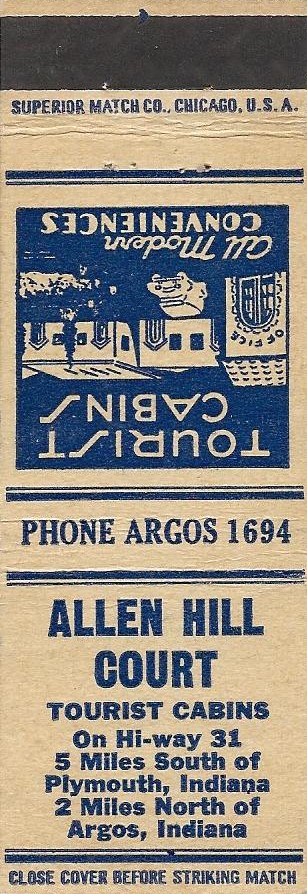 SUPERIOR MATCH CO., CHICAGO, U.S.A.
TOURIST
CABINS
OFFICE
All Modern
CONVENIENCES
PHONE ARGOS 1694
ALLEN HILL
COURT
TOURIST CABINS
On Hi-way 31
5 Miles South of
Plymouth, Indiana
2 Miles North of
Argos, Indiana
CLOSE COVER BEFORE STRIKING MATCH